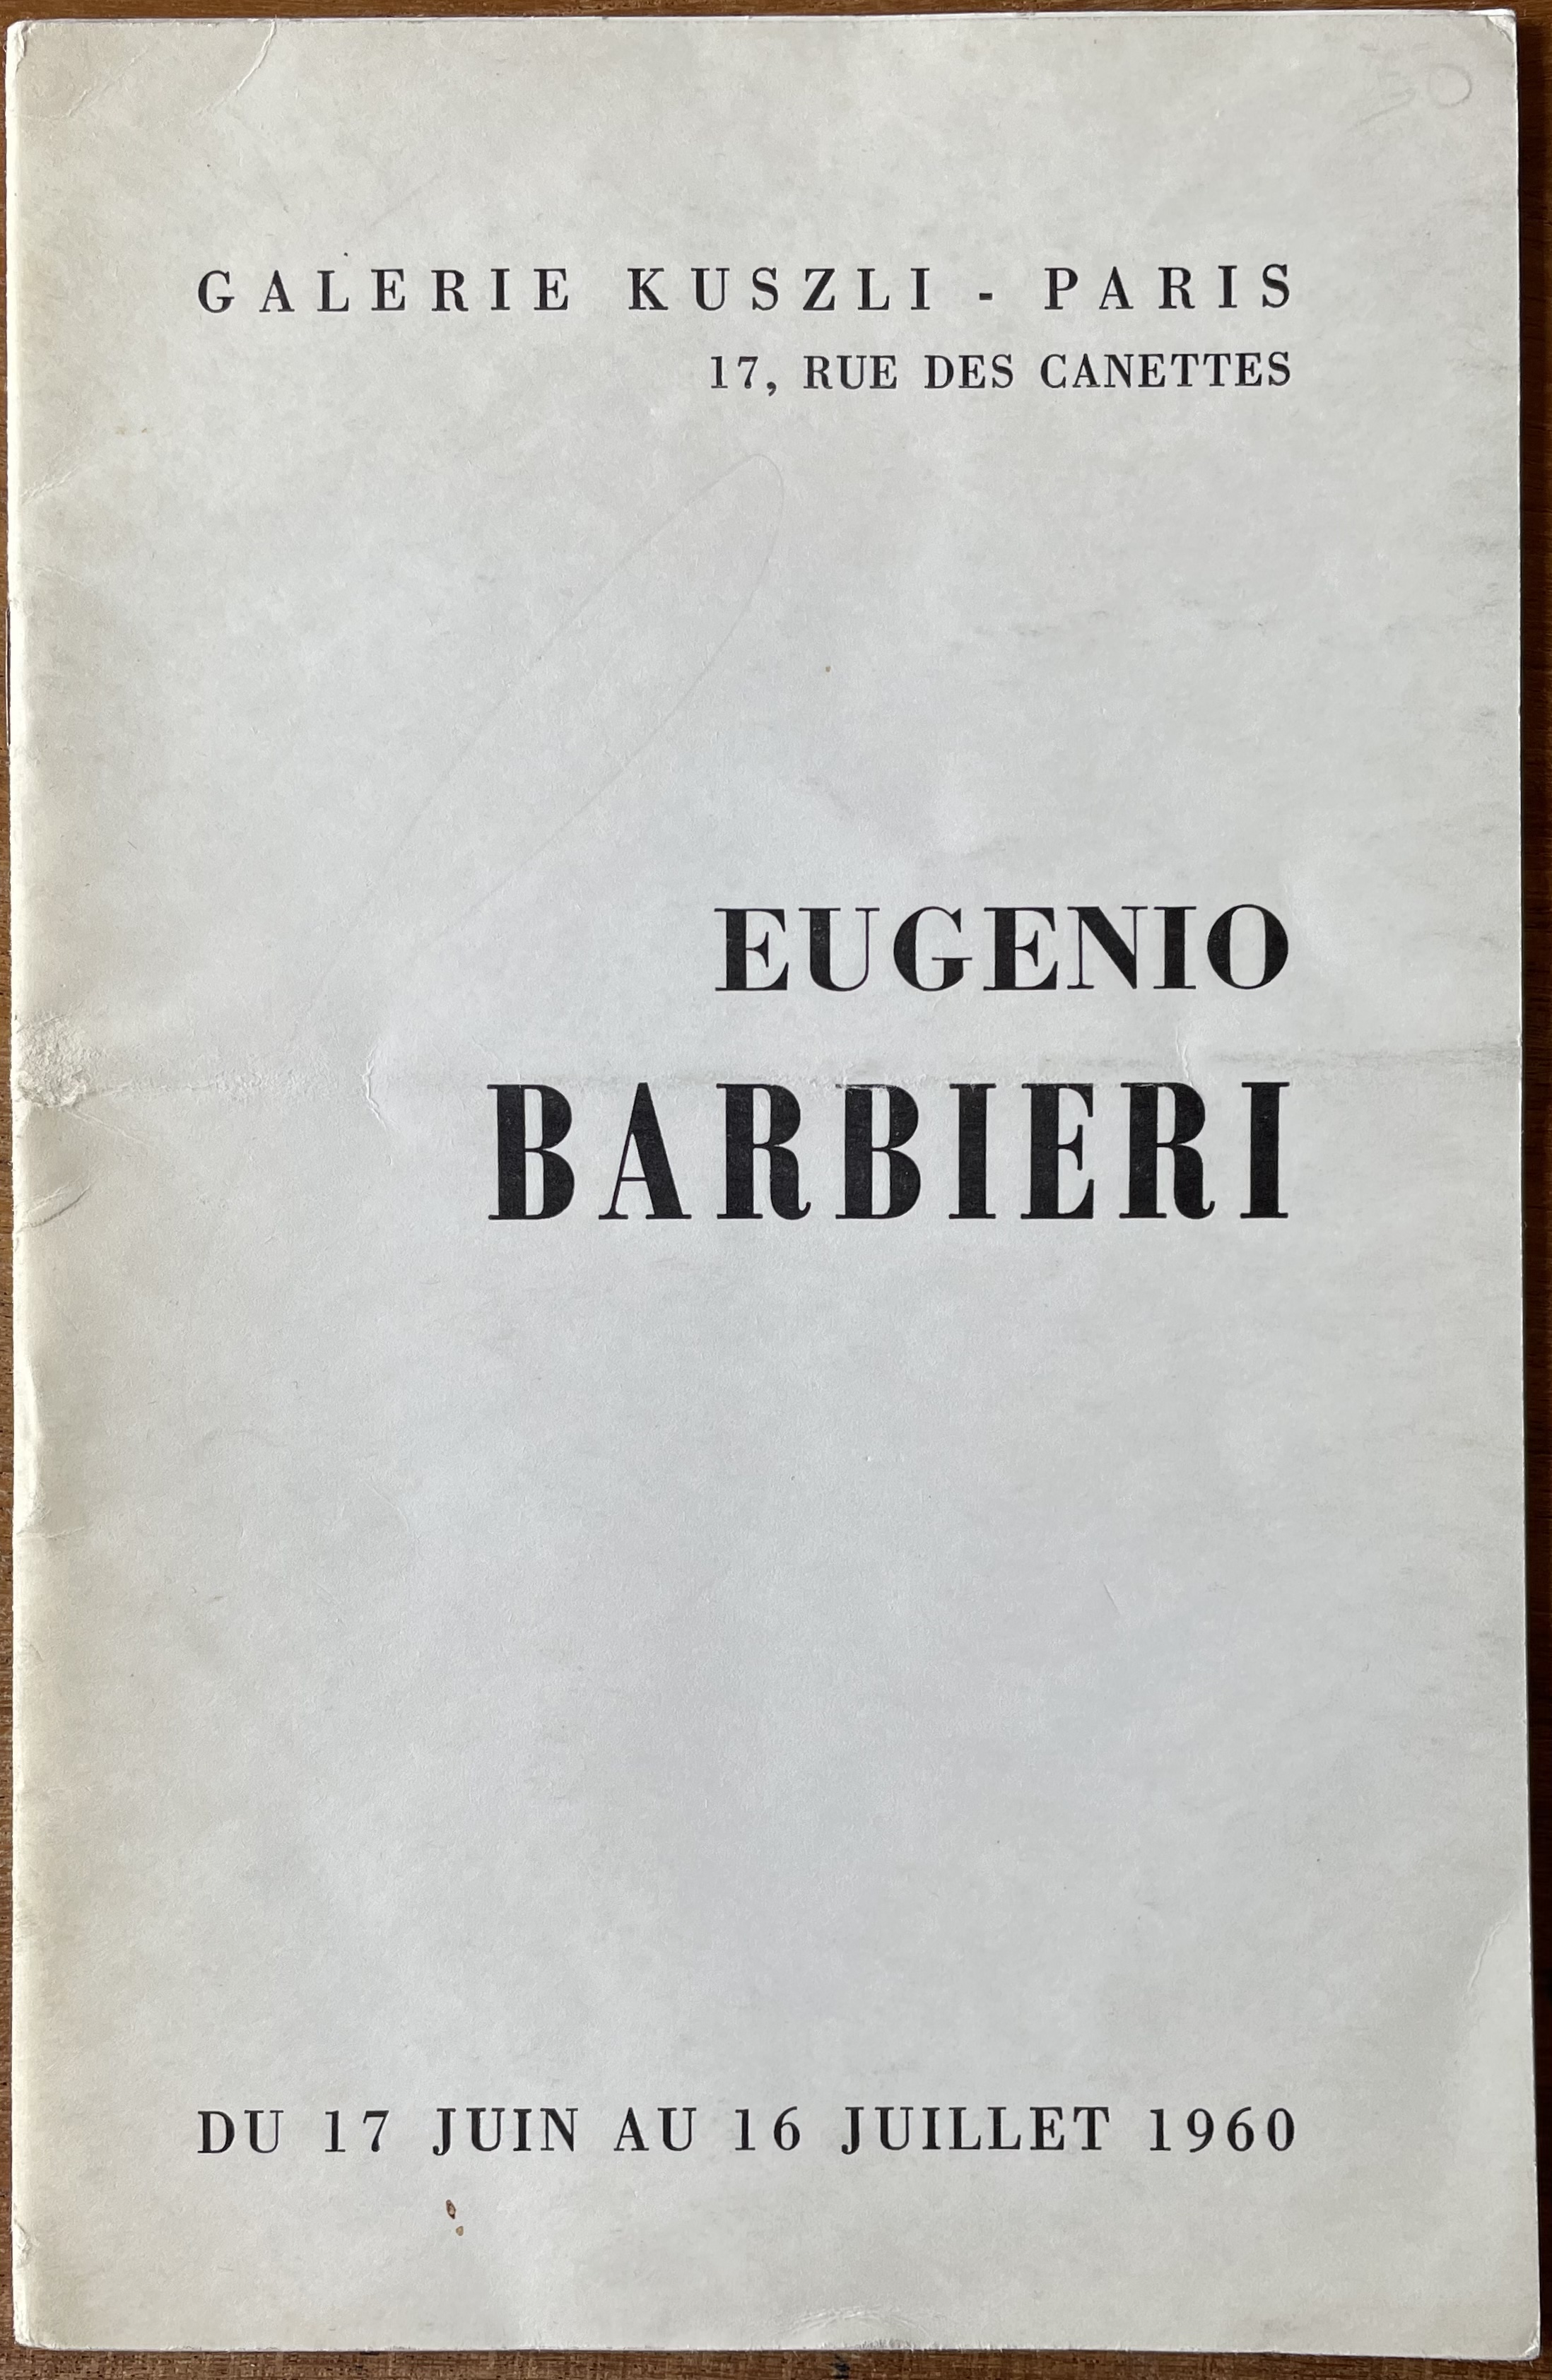 GALERIE KUSZLI - PARIS
17, RUE DES CANETTES
EUGENIO
BARBIERI
DU 17 JUIN AU 16 JUILLET 1960